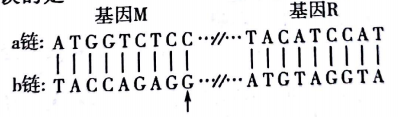 基因M 基因R
a链: ATGGTCTCC…//…TACATCCAT
b链: TACCAGAGG…//…ATGTAGGTA